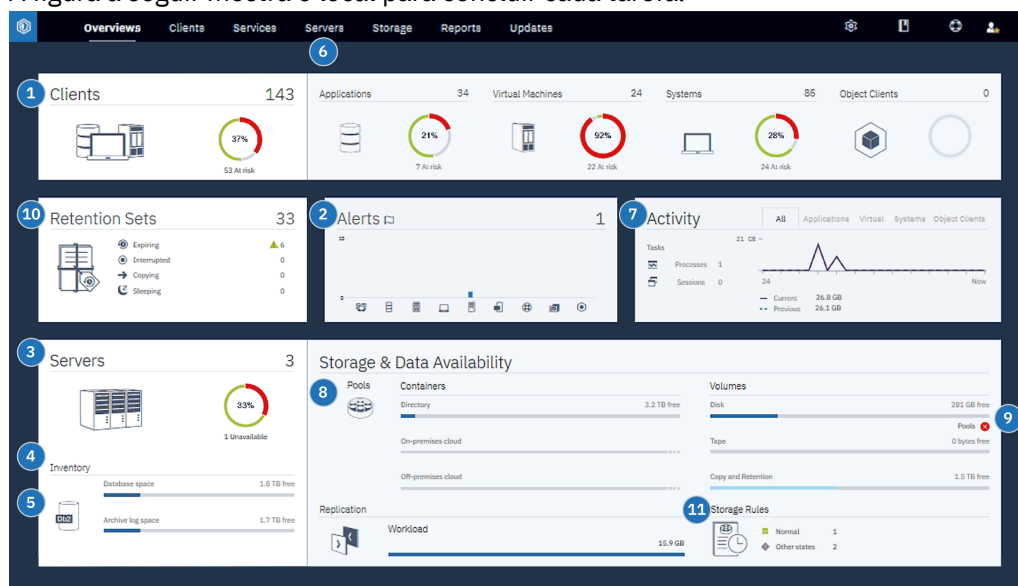 A figura a seguir mostra o local para concluir cada tarefa.
Overviews Clients Services Servers Storage Reports Updates
6
1 Clients 143
37%
53 At risk
Applications 34
21%
7 At risk
Virtual Machines 24
92%
22 At risk
Systems 85
28%
24 At risk
Object Clients 0
10 Retention Sets 33
Expiring 6
Interrupted 0
Copying 0
Sleeping 0
2 Alerts 1
10
0
7 Activity All Applications Virtual Systems Object Clients
Tasks
Processes 1
Sessions 0
21 GB
24 Now
Current 26.8 GB
Previous 26.1 GB
3 Servers 3
33%
1 Unavailable
4
Inventory
Database space 1.8 TB free
5
Db2
Archive log space 1.7 TB free
Storage & Data Availability
8 Pools
Containers
Directory 3.2 TB free
On-premises cloud
Off-premises cloud
Volumes
Disk 281 GB free
9
Pools
Tape 0 bytes free
Copy and Retention 1.5 TB free
Replication
Workload
15.9 GB
11 Storage Rules
Normal 1
Other states 2